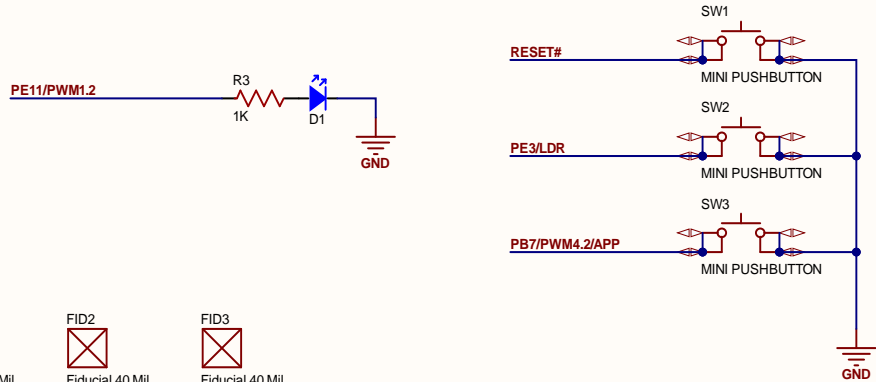 SW1
RESET#
MINI PUSHBUTTON
R3
PE11/PWM1.2
1K
D1
GND
SW2
PE3/LDR
MINI PUSHBUTTON
SW3
PB7/PWM4.2/APP
MINI PUSHBUTTON
GND
FID2
FID3
Mil
Fiducial 40 Mil
Fiducial 40 Mil